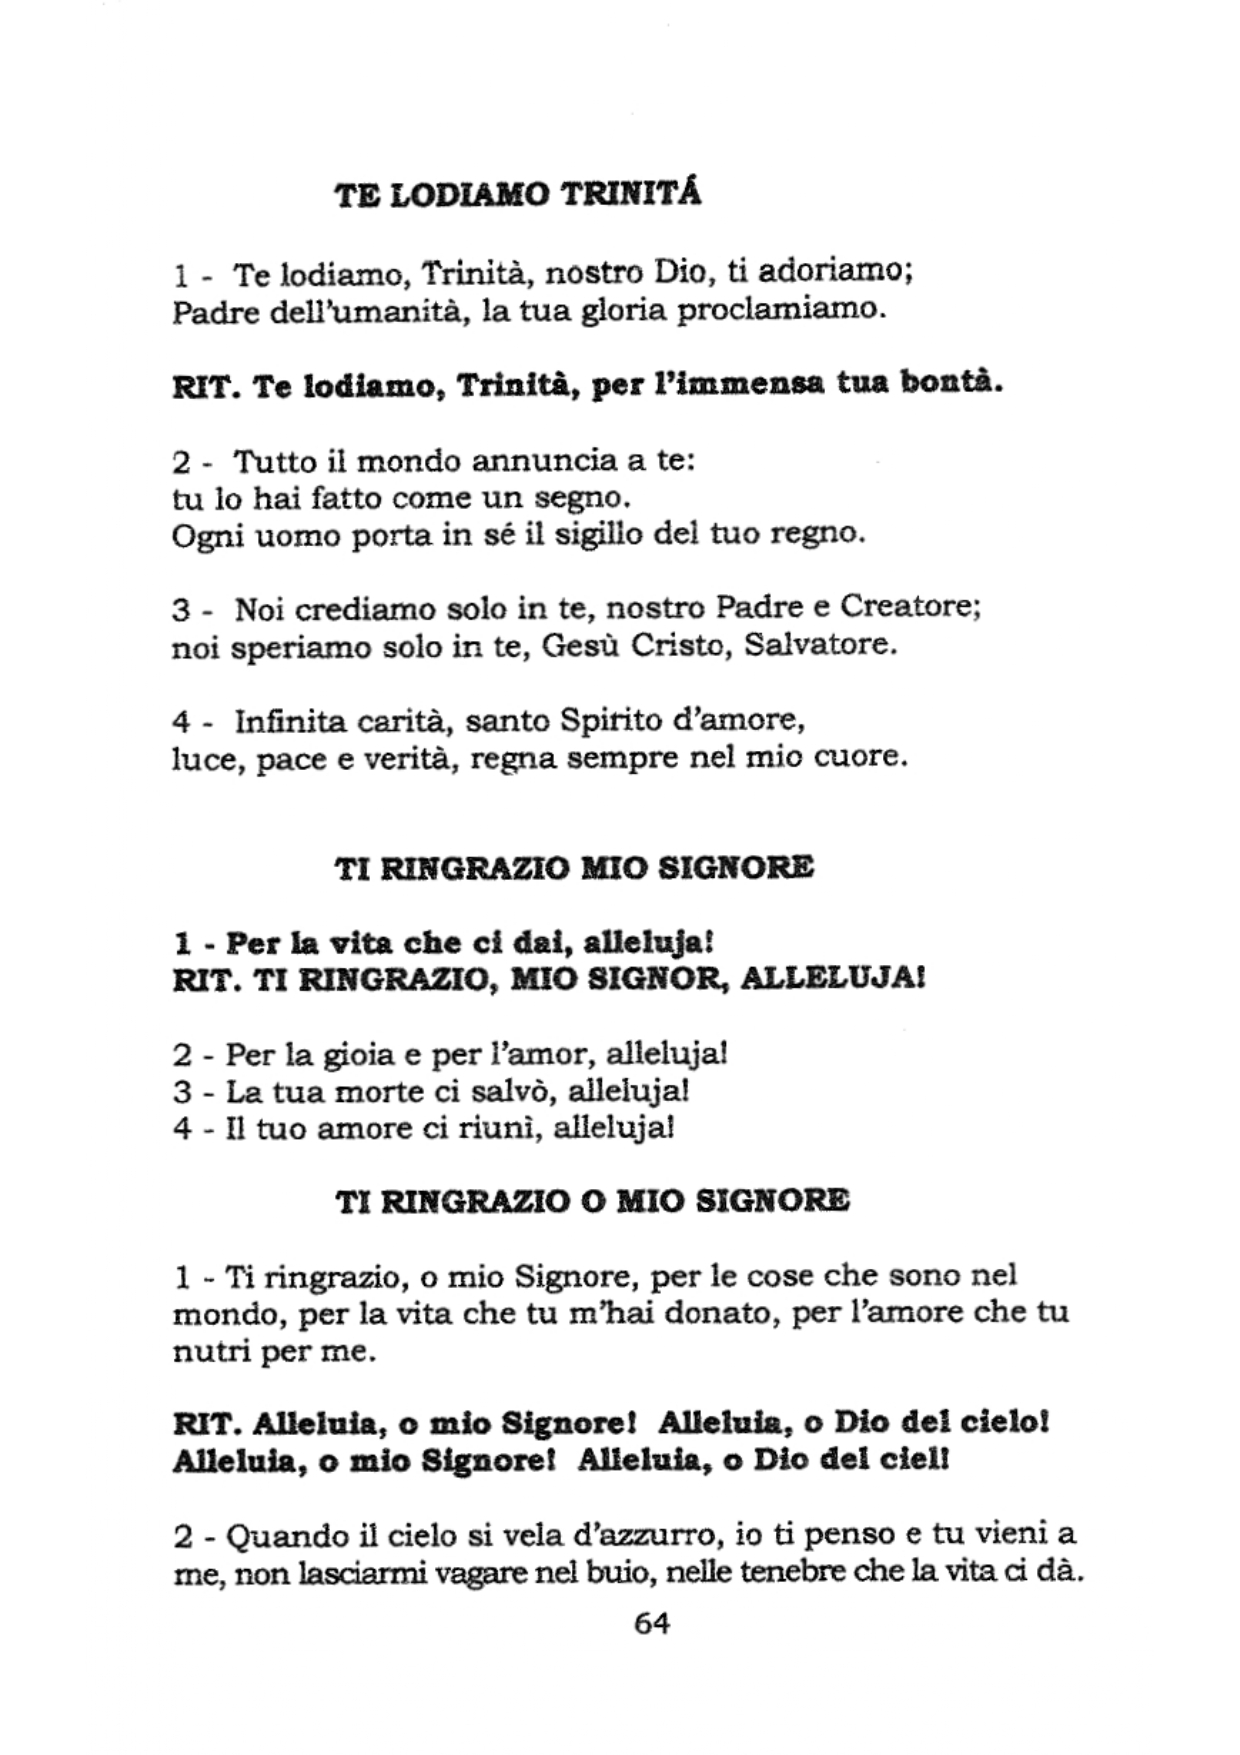 TE LODIAMO TRINITÁ
1 - Te lodiamo, Trinità, nostro Dio, ti adoriamo;
Padre dell'umanità, la tua gloria proclamiamo.
RIT. Te lodiamo, Trinità, per l'immensa tua bontà.
2 - Tutto il mondo annuncia a te:
tu lo hai fatto come un segno.
Ogni uomo porta in sé il sigillo del tuo regno.
3 - Noi crediamo solo in te, nostro Padre e Creatore;
noi speriamo solo in te, Gesù Cristo, Salvatore.
4 - Infinita carità, santo Spirito d'amore,
luce, pace e verità, regna sempre nel mio cuore.
TI RINGRAZIO MIO SIGNORE
1 - Per la vita che ci dai, alleluja!
RIT. TI RINGRAZIO, MIO SIGNOR, ALLELUJA!
2 - Per la gioia e per l'amor, alleluja!
3 - La tua morte ci salvò, alleluja!
4 - Il tuo amore ci riunì, alleluja!
TI RINGRAZIO O MIO SIGNORE
1 - Ti ringrazio, o mio Signore, per le cose che sono nel
mondo, per la vita che tu m'hai donato, per l'amore che tu
nutri per me.
RIT. Alleluia, o mio Signore! Alleluia, o Dio del cielo!
Alleluia, o mio Signore! Alleluia, o Dio del ciel!
2 - Quando il cielo si vela d'azzurro, io ti penso e tu vieni a
me, non lasciarmi vagare nel buio, nelle tenebre che la vita ci dà.
64